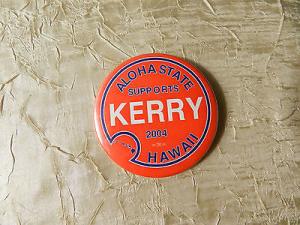 ALOHA STATE
SUPPORTS
KERRY
2004
HAWAII